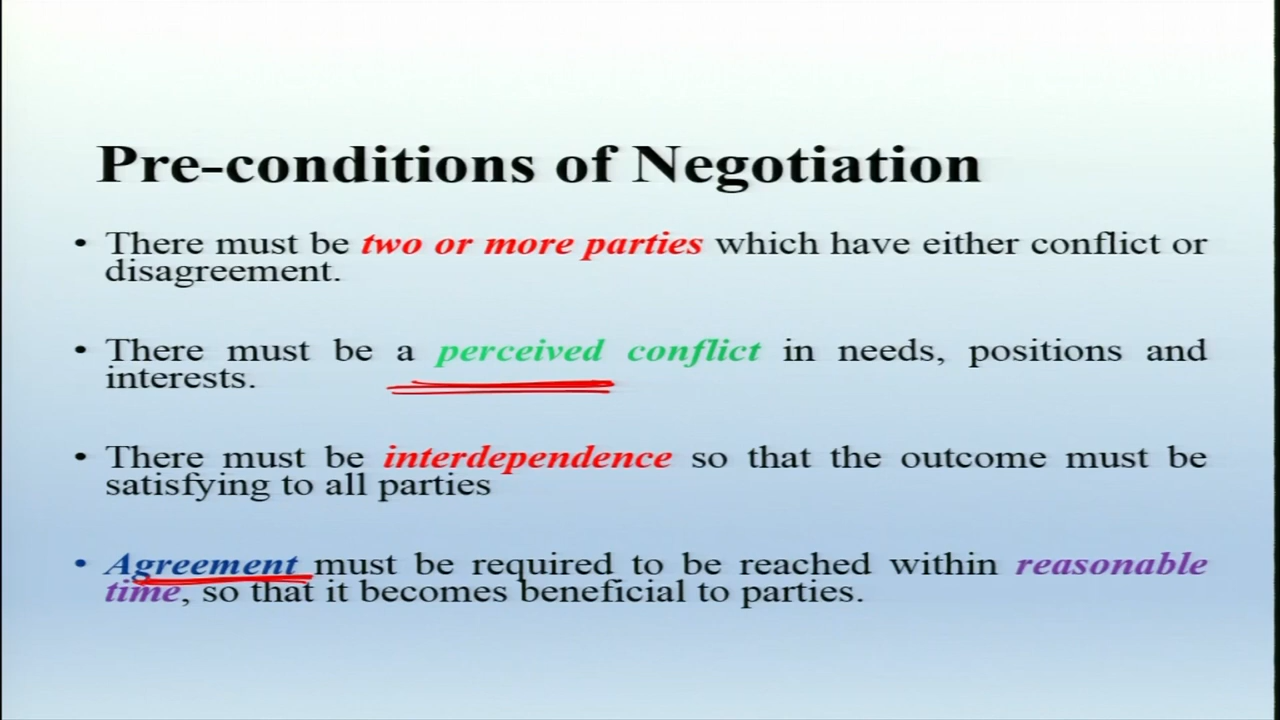 Pre-conditions of Negotiation
• There must be two or more parties which have either conflict or
disagreement.
• There must be a perceived conflict in needs, positions and
interests.
• There must be interdependence so that the outcome must be
satisfying to all parties
• Agreement must be required to be reached within reasonable
time, so that it becomes beneficial to parties.